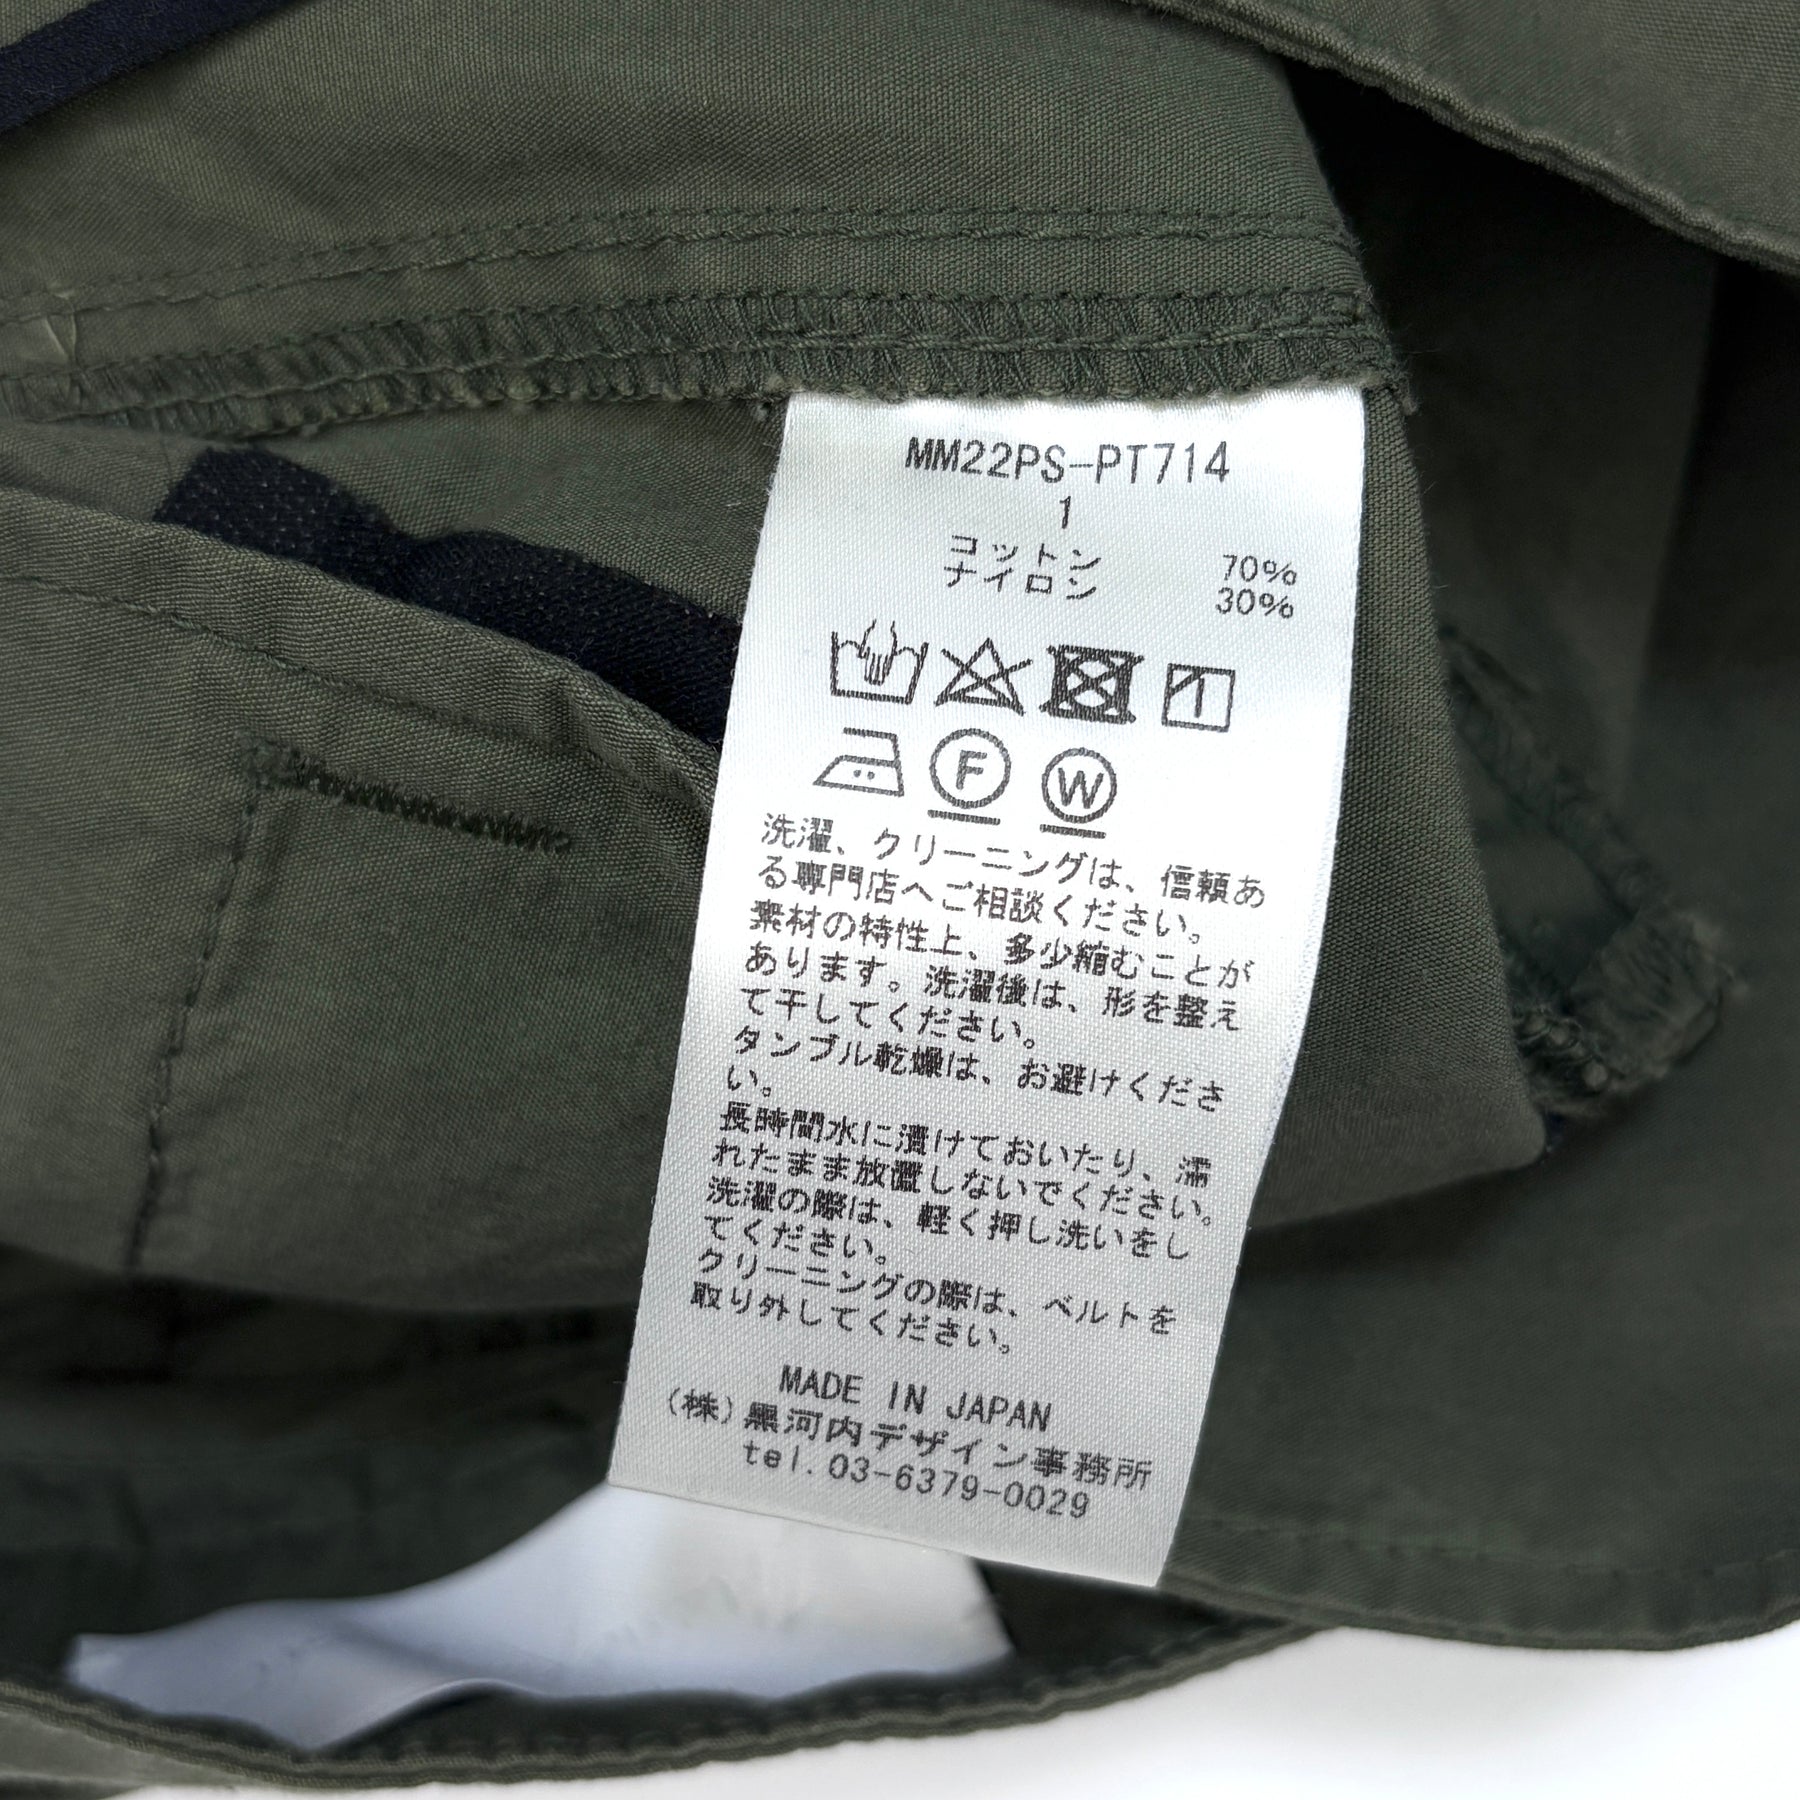 MM22PS-PT714
1
コットン 70%
ナイロン 30%
F W
洗濯、クリーニングは、信頼あ
る専門店へご相談ください。
素材の特性上、多少縮むことが
あります。洗濯後は、形を整え
て干してください。
タンブル乾燥は、お避けくださ
い。
長時間水に漬けておいたり、濡
れたまま放置しないでください。
洗濯の際は、軽く押し洗いをし
てください。
クリーニングの際は、ベルトを
取り外してください。
MADE IN JAPAN
(株)黒河内デザイン事務所
tel.03-6379-0029